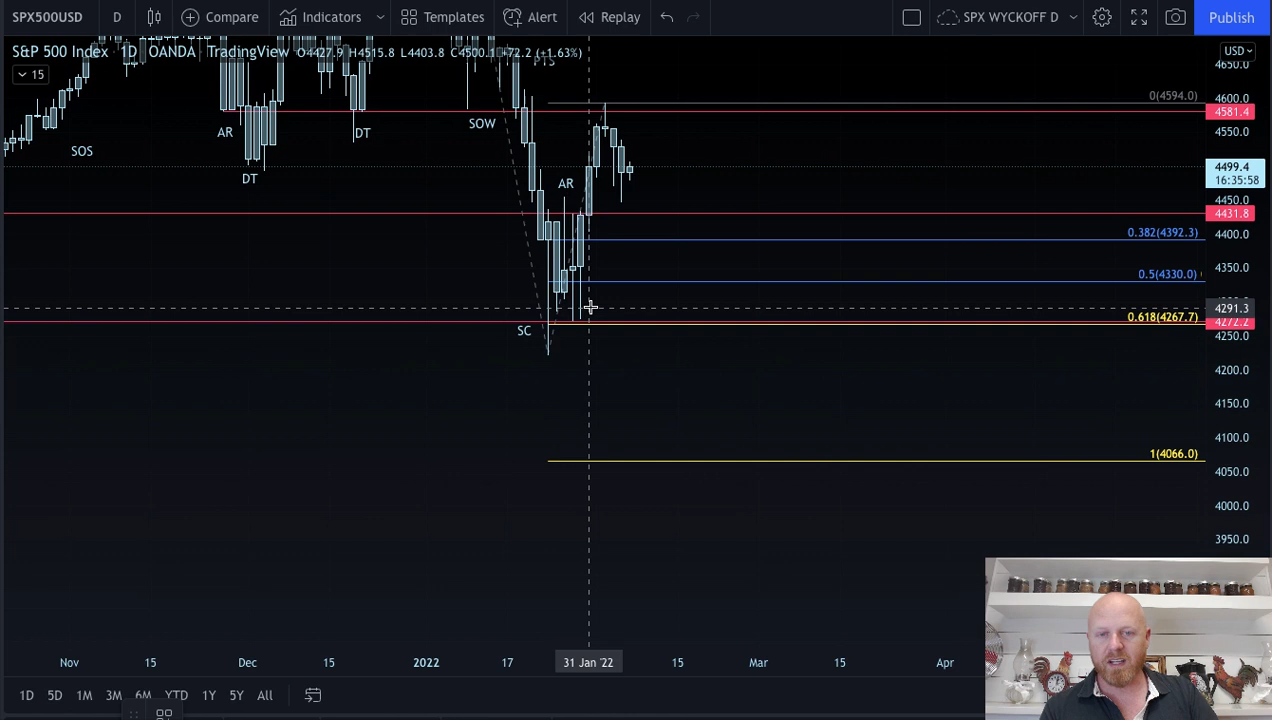 SPX500USD D Compare Indicators Templates Alert Replay SPX WYCKOFF D Publish
S&P 500 Index · 1D · OANDA · TradingView O4427.9 H4515.8 L4403.8 C4500.1 +72.2 (+1.63%)
USD
15
PTS
4650.0
0(4594.0)
4600.0
4581.4
SOW
AR
DT
4550.0
SOS
DT
4499.4
16:35:58
AR
4450.0
4431.8
0.382(4392.3)
4400.0
0.5(4330.0)
4350.0
4291.3
0.618(4267.7)
4272.2
SC
4250.0
4200.0
4150.0
4100.0
1(4066.0)
4050.0
4000.0
3950.0
Nov 15 Dec 15 2022 17 31 Jan '22 15 Mar 15 Apr
1D 5D 1M 3M 6M YTD 1Y 5Y All